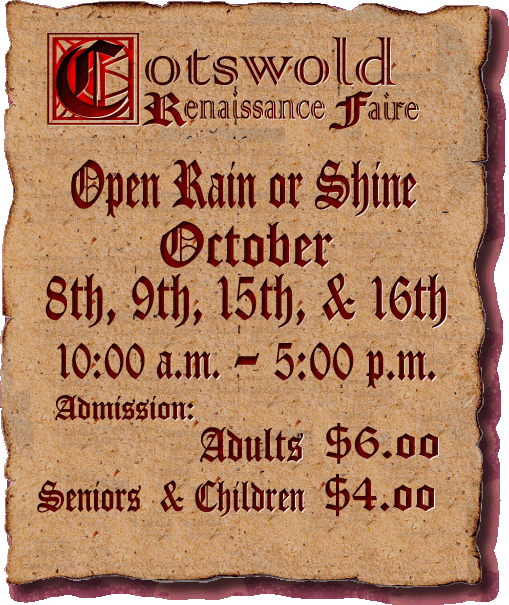 Cotswold
Renaissance Faire
Open Rain or Shine
October
8th, 9th, 15th, & 16th
10:00 a.m. - 5:00 p.m.
Admission:
Adults $6.00
Seniors & Children $4.00